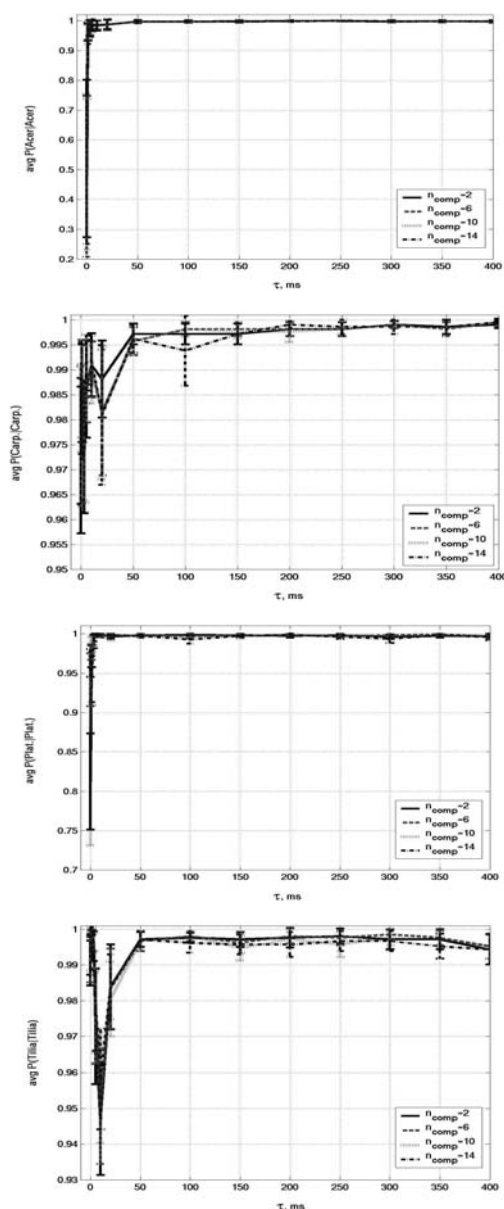 1
0.9
0.8
0.7
0.6
0.5
0.4
0.3
0.2
avg P(Acer|Acer)
n_comp-2
n_comp-6
n_comp-10
n_comp-14
0 50 100 150 200 250 300 350 400
τ, ms
1
0.995
0.99
0.985
0.98
0.975
0.97
0.965
0.96
0.955
0.95
avg P(Carp.|Carp.)
n_comp-2
n_comp-6
n_comp-10
n_comp-14
0 50 100 150 200 250 300 350 400
τ, ms
1
0.95
0.9
0.85
0.8
0.75
0.7
avg P(Plat.|Plat.)
n_comp-2
n_comp-6
n_comp-10
n_comp-14
0 50 100 150 200 250 300 350 400
τ, ms
1
0.99
0.98
0.97
0.96
0.95
0.94
0.93
avg P(Tilia|Tilia)
n_comp-2
n_comp-6
n_comp-10
n_comp-14
0 50 100 150 200 250 300 350 400
τ, ms